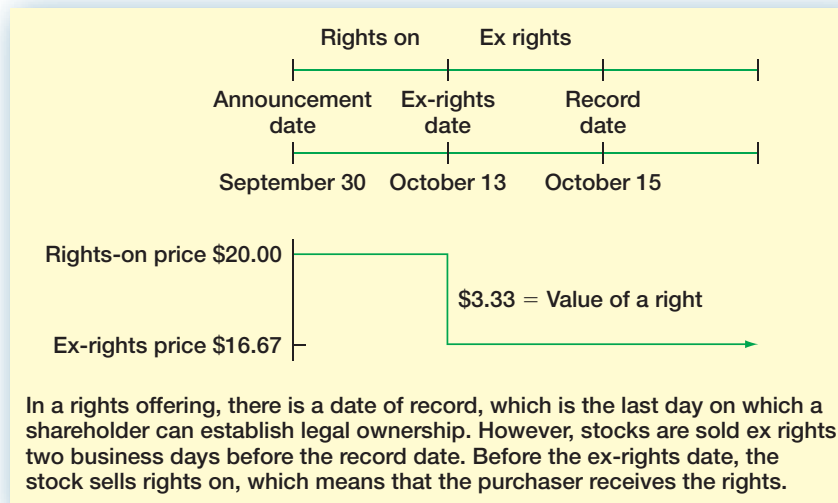 Rights on Ex rights
Announcement date Ex-rights date Record date
September 30 October 13 October 15
Rights-on price $20.00
$3.33 = Value of a right
Ex-rights price $16.67
In a rights offering, there is a date of record, which is the last day on which a
shareholder can establish legal ownership. However, stocks are sold ex rights
two business days before the record date. Before the ex-rights date, the
stock sells rights on, which means that the purchaser receives the rights.